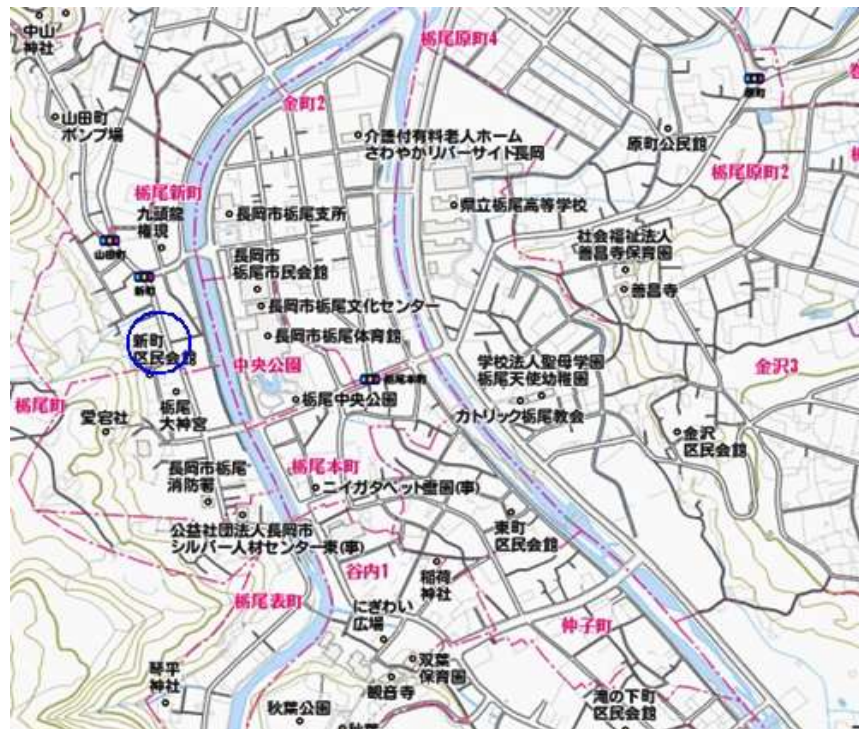 中山
神社
山田町
ポンプ場
金町2
栃尾原町4
原町
介護付有料老人ホーム
さわやかリバーサイド長岡
原町公民館
栃尾原町2
栃尾新町
九頭龍
権現
長岡市栃尾支所
県立栃尾高等学校
山田町
新町
長岡市
栃尾市民会館
社会福祉法人
善昌寺保育園
善昌寺
長岡市栃尾文化センター
新町
区民会館
長岡市栃尾体育館
中央公園
栃尾本町
学校法人聖母学園
栃尾天使幼稚園
金沢3
栃尾町
愛宕社
栃尾
大神宮
栃尾中央公園
カトリック栃尾教会
金沢
区民会館
長岡市栃尾
消防署
栃尾本町
ニイガタペット霊園(事)
公益社団法人長岡市
シルバー人材センター東(事)
東町
区民会館
谷内1
稲荷
神社
栃尾表町
にぎわい
広場
仲子町
双葉
保育園
観音寺
琴平
神社
秋葉公園
滝の下町
区民会館